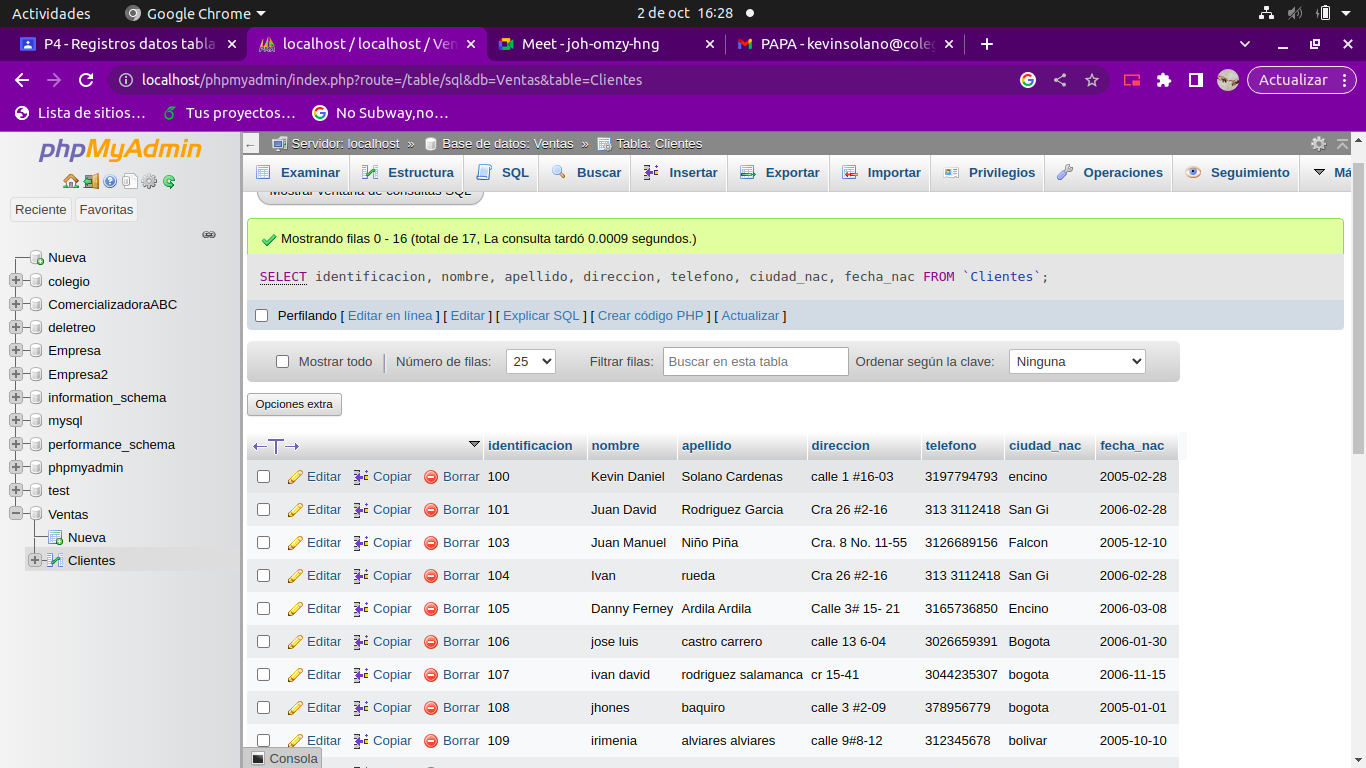 Actividades Google Chrome 2 de oct 16:28
P4 - Registros datos tabla localhost / localhost / Ven Meet - joh-omzy-hng PAPA - kevinsolano@coleg
localhost/phpmyadmin/index.php?route=/table/sql&db=Ventas&table=Clientes Actualizar
Lista de sitios… Tus proyectos… No Subway,no…
phpMyAdmin
Reciente Favoritas
Nueva
colegio
ComercializadoraABC
deletreo
Empresa
Empresa2
information_schema
mysql
performance_schema
phpmyadmin
test
Ventas
Nueva
Clientes
Servidor: localhost » Base de datos: Ventas » Tabla: Clientes
Examinar Estructura SQL Buscar Insertar Exportar Importar Privilegios Operaciones Seguimiento Má
Mostrar ventana de consultas SQL
Mostrando filas 0 - 16 (total de 17, La consulta tardó 0.0009 segundos.)
SELECT identificacion, nombre, apellido, direccion, telefono, ciudad_nac, fecha_nac FROM `Clientes`;
Perfilando [ Editar en línea ] [ Editar ] [ Explicar SQL ] [ Crear código PHP ] [ Actualizar ]
Mostrar todo Número de filas: 25 Filtrar filas: Buscar en esta tabla Ordenar según la clave: Ninguna
Opciones extra
←T→ identificacion nombre apellido direccion telefono ciudad_nac fecha_nac
Editar Copiar Borrar 100 Kevin Daniel Solano Cardenas calle 1 #16-03 3197794793 encino 2005-02-28
Editar Copiar Borrar 101 Juan David Rodriguez Garcia Cra 26 #2-16 313 3112418 San Gi 2006-02-28
Editar Copiar Borrar 103 Juan Manuel Niño Piña Cra. 8 No. 11-55 3126689156 Falcon 2005-12-10
Editar Copiar Borrar 104 Ivan rueda Cra 26 #2-16 313 3112418 San Gi 2006-02-28
Editar Copiar Borrar 105 Danny Ferney Ardila Ardila Calle 3# 15- 21 3165736850 Encino 2006-03-08
Editar Copiar Borrar 106 jose luis castro carrero calle 13 6-04 3026659391 Bogota 2006-01-30
Editar Copiar Borrar 107 ivan david rodriguez salamanca cr 15-41 3044235307 bogota 2006-11-15
Editar Copiar Borrar 108 jhones baquiro calle 3 #2-09 378956779 bogota 2005-01-01
Editar Copiar Borrar 109 irimenia alviares alviares calle 9#8-12 312345678 bolivar 2005-10-10
Consola